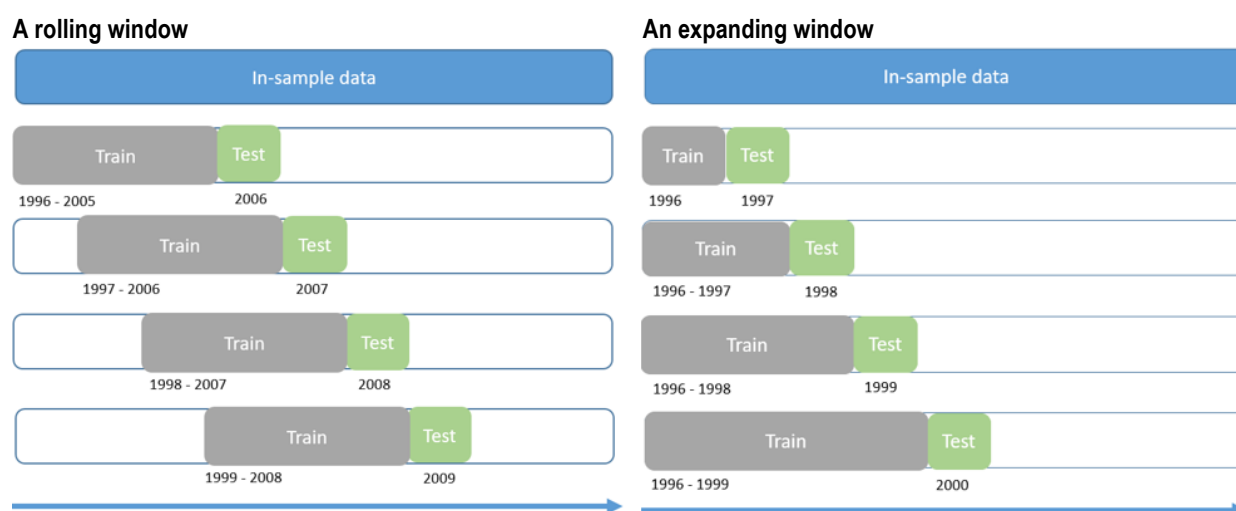 A rolling window
In-sample data
Train
Test
1996 - 2005
2006
Train
Test
1997 - 2006
2007
Train
Test
1998 - 2007
2008
Train
Test
1999 - 2008
2009
An expanding window
In-sample data
Train
Test
1996
1997
Train
Test
1996 - 1997
1998
Train
Test
1996 - 1998
1999
Train
Test
1996 - 1999
2000